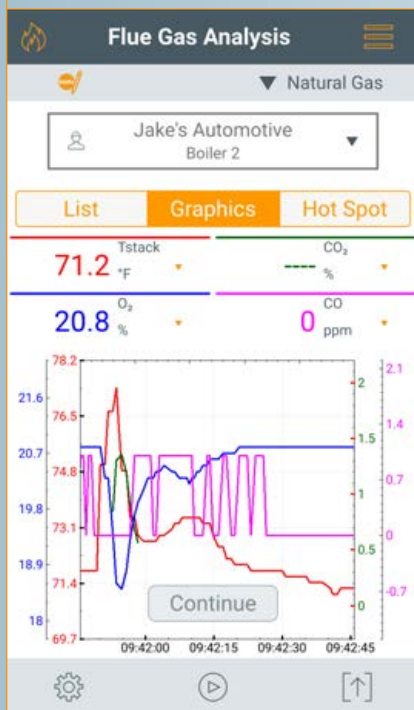 Flue Gas Analysis
Natural Gas
Jake's Automotive
Boiler 2
List Graphics Hot Spot
Tstack CO₂
71.2 °F ---- %
O₂ CO
20.8 % 0 ppm
78.2 2.1
21.6 2
76.5 1.4
20.7 1.5
74.8 0.7
19.8 1
73.1 0
18.9 0.5
71.4 -0.7
18 0
69.7
Continue
09:42:00 09:42:15 09:42:30 09:42:45